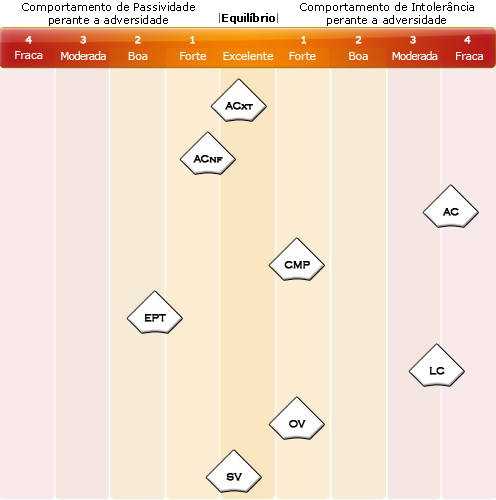 Comportamento de Passividade
perante a adversidade
|Equilíbrio|
Comportamento de Intolerância
perante a adversidade
4 3 2 1 1 2 3 4
Fraca Moderada Boa Forte Excelente Forte Boa Moderada Fraca
ACXT
ACNF
AC
CMP
EPT
LC
OV
SV